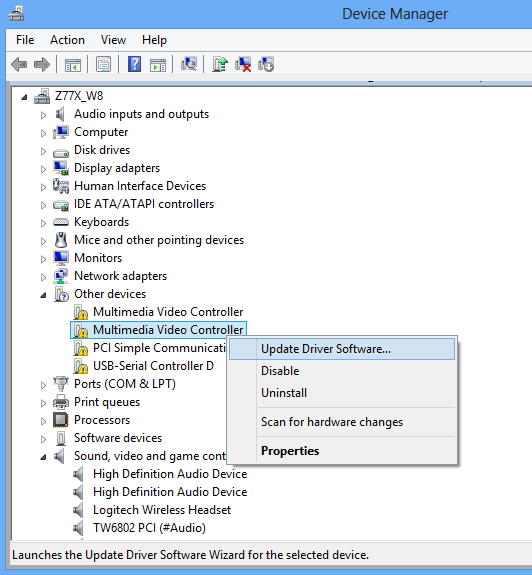 Device Manager
File Action View Help
Z77X_W8
Audio inputs and outputs
Computer
Disk drives
Display adapters
Human Interface Devices
IDE ATA/ATAPI controllers
Keyboards
Mice and other pointing devices
Monitors
Network adapters
Other devices
Multimedia Video Controller
Multimedia Video Controller
PCI Simple Communicati
USB-Serial Controller D
Ports (COM & LPT)
Print queues
Processors
Software devices
Sound, video and game cont
High Definition Audio Device
High Definition Audio Device
Logitech Wireless Headset
TW6802 PCI (#Audio)
Update Driver Software...
Disable
Uninstall
Scan for hardware changes
Properties
Launches the Update Driver Software Wizard for the selected device.